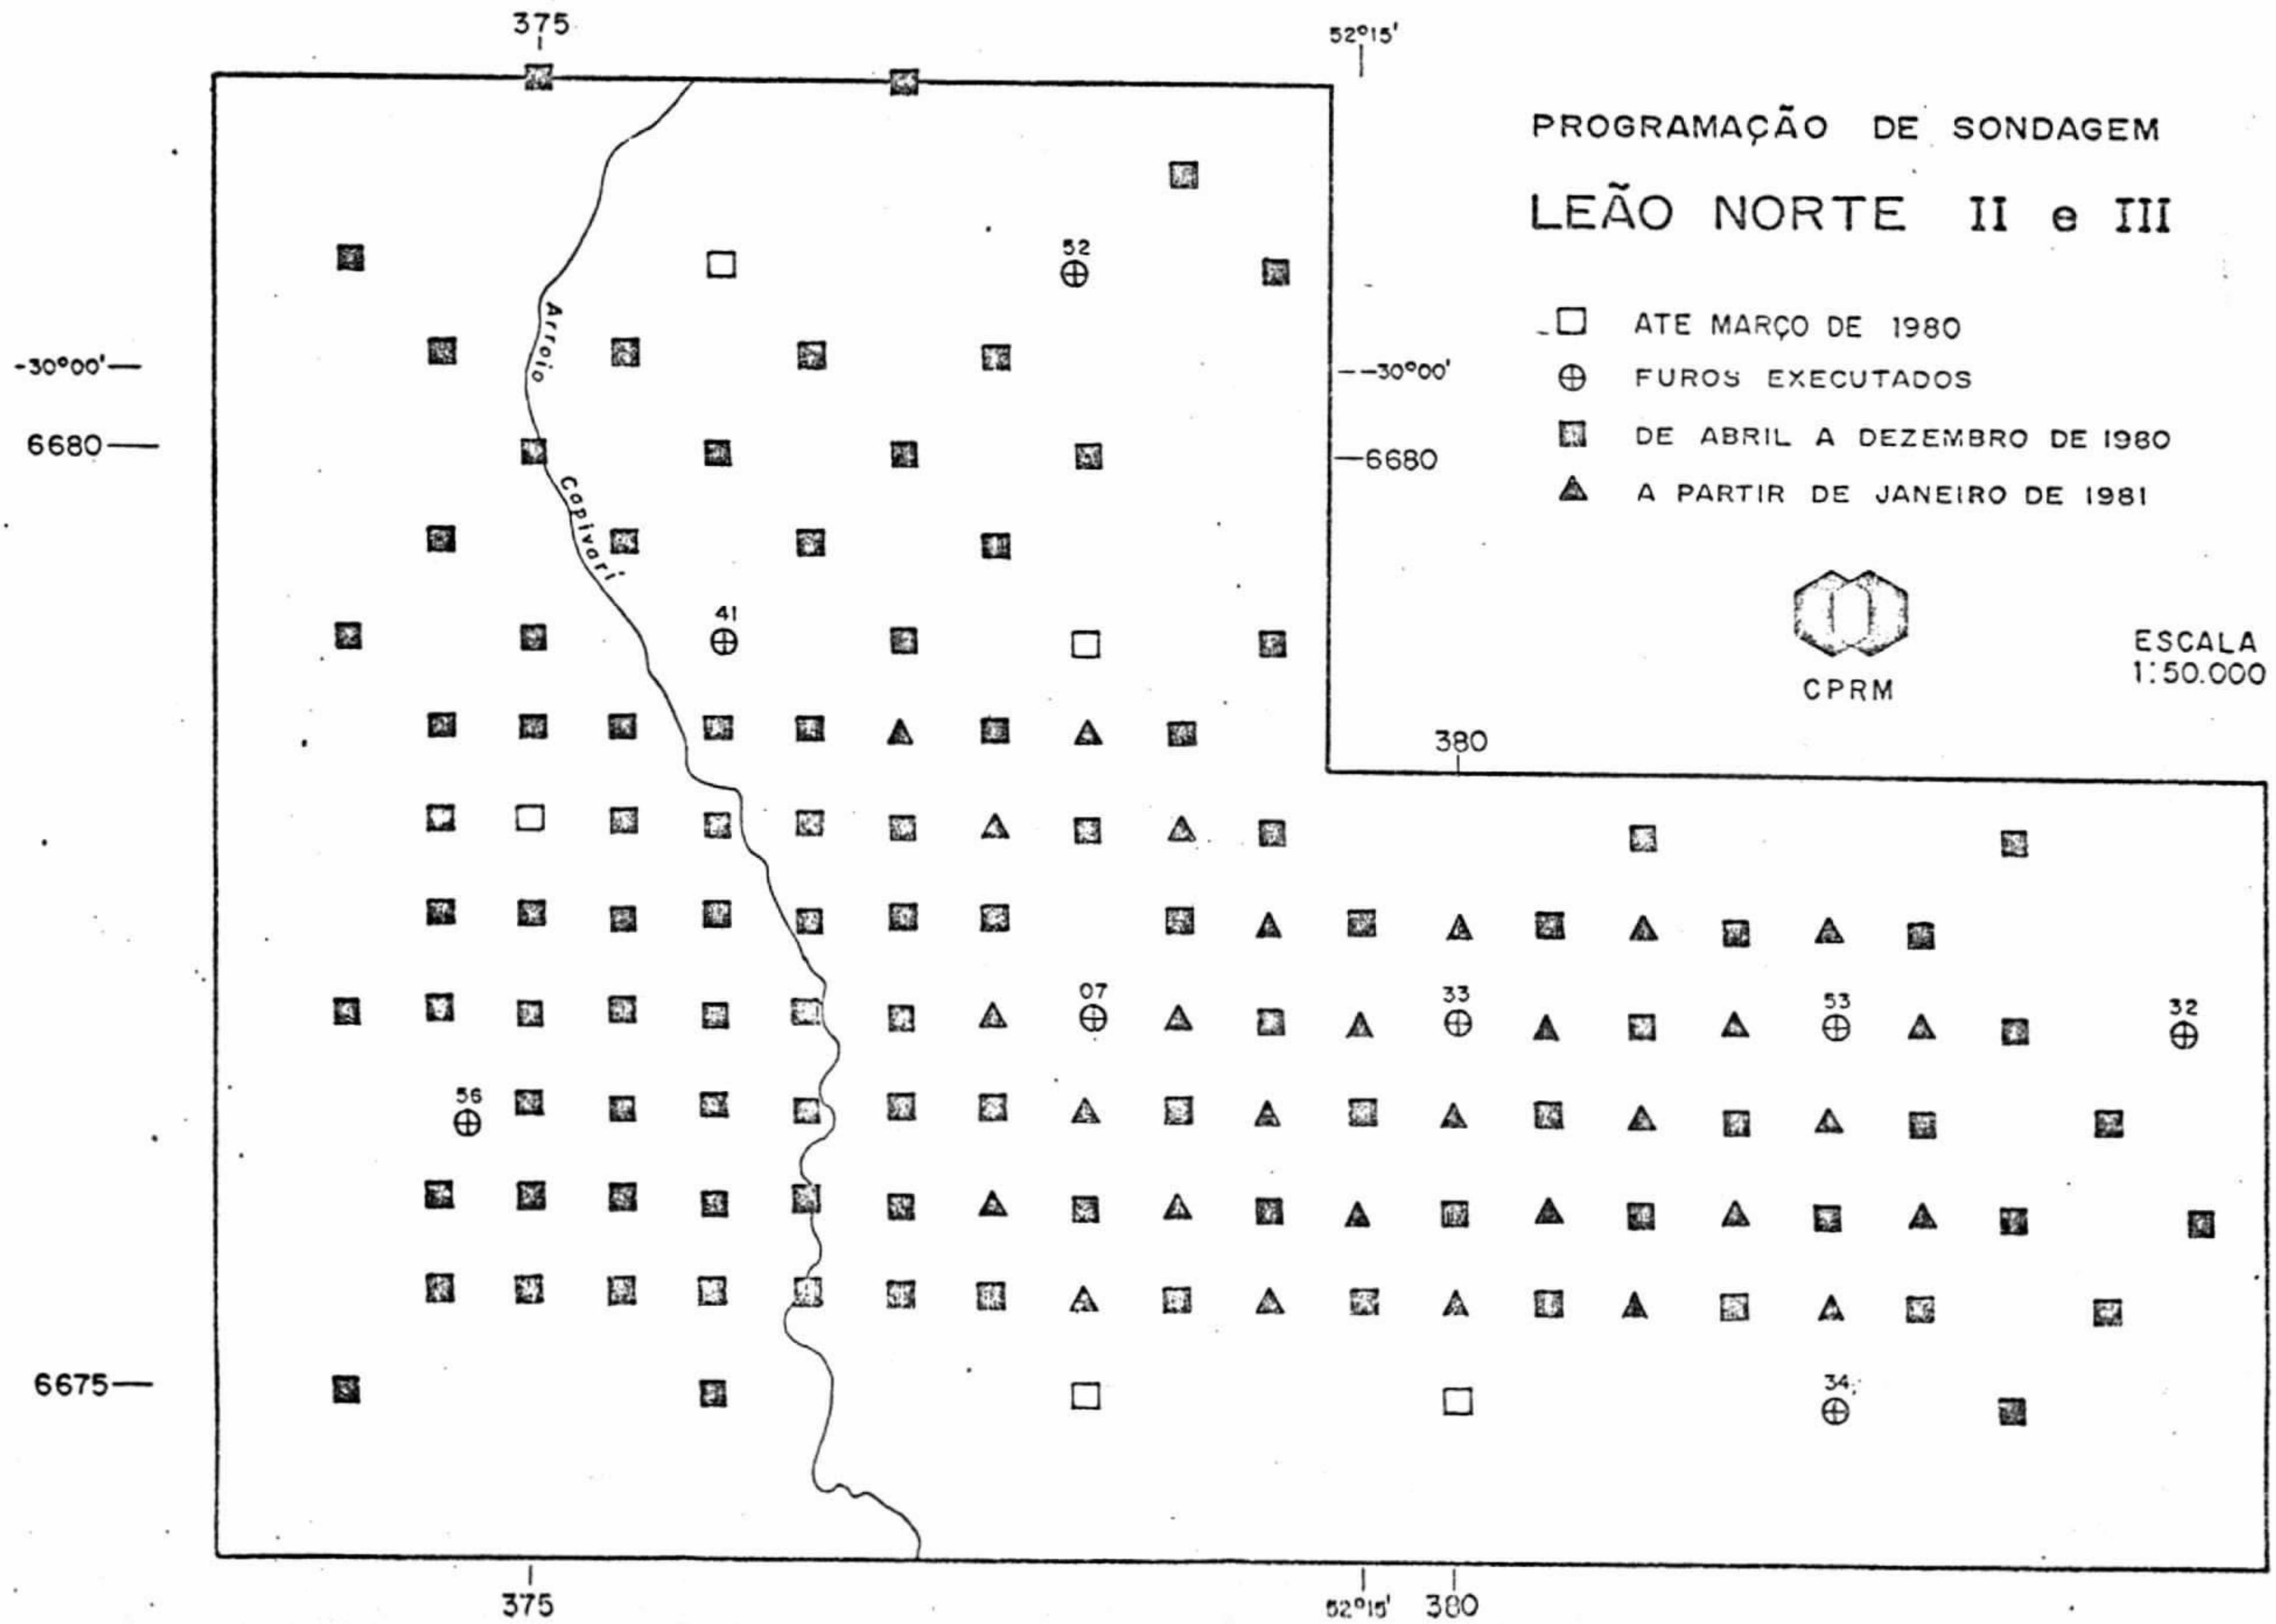 375
52°15'
PROGRAMAÇÃO DE SONDAGEM
LEÃO NORTE II e III
ATE MARÇO DE 1980
FUROS EXECUTADOS
DE ABRIL A DEZEMBRO DE 1980
A PARTIR DE JANEIRO DE 1981
CPRM
ESCALA
1:50.000
52
Arroio
Capivari
-30°00'
--30°00'
6680
6680
41
380
07
33
53
32
56
34
6675
375
52°15'
380